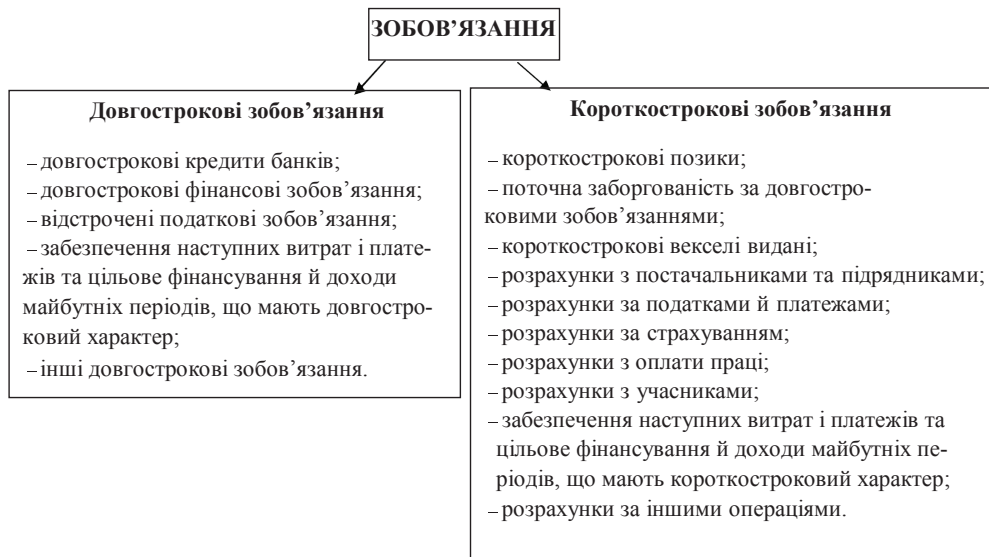 ЗОБОВ’ЯЗАННЯ
Довгострокові зобов’язання
– довгострокові кредити банків;
– довгострокові фінансові зобов’язання;
– відстрочені податкові зобов’язання;
– забезпечення наступних витрат і плате-
жів та цільове фінансування й доходи
майбутніх періодів, що мають довгостро-
ковий характер;
– інші довгострокові зобов’язання.
Короткострокові зобов’язання
– короткострокові позики;
– поточна заборгованість за довгостро-
ковими зобов’язаннями;
– короткострокові векселі видані;
– розрахунки з постачальниками та підрядниками;
– розрахунки за податками й платежами;
– розрахунки за страхуванням;
– розрахунки з оплати праці;
– розрахунки з учасниками;
– забезпечення наступних витрат і платежів та
цільове фінансування й доходи майбутніх пе-
ріодів, що мають короткостроковий характер;
– розрахунки за іншими операціями.